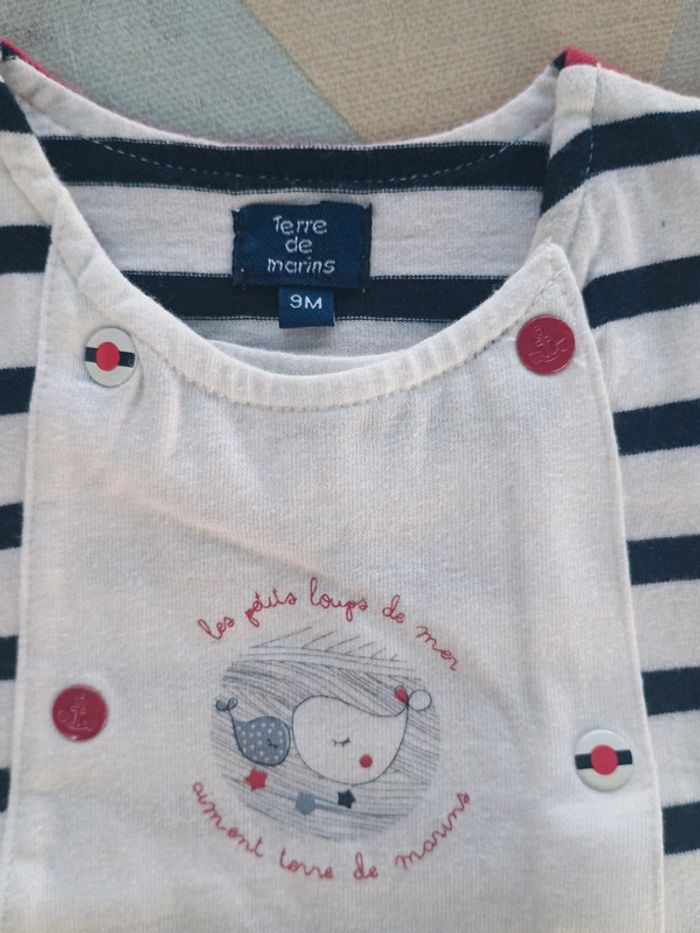 Terre
de
marins
9M
les petits loups de mer
aiment terre de marins